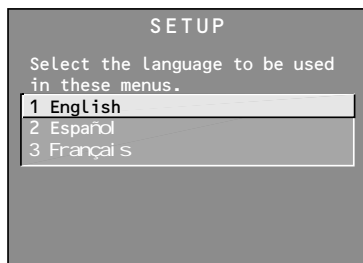 SETUP
Select the language to be used
in these menus.
1 English
2 Español
3 Français